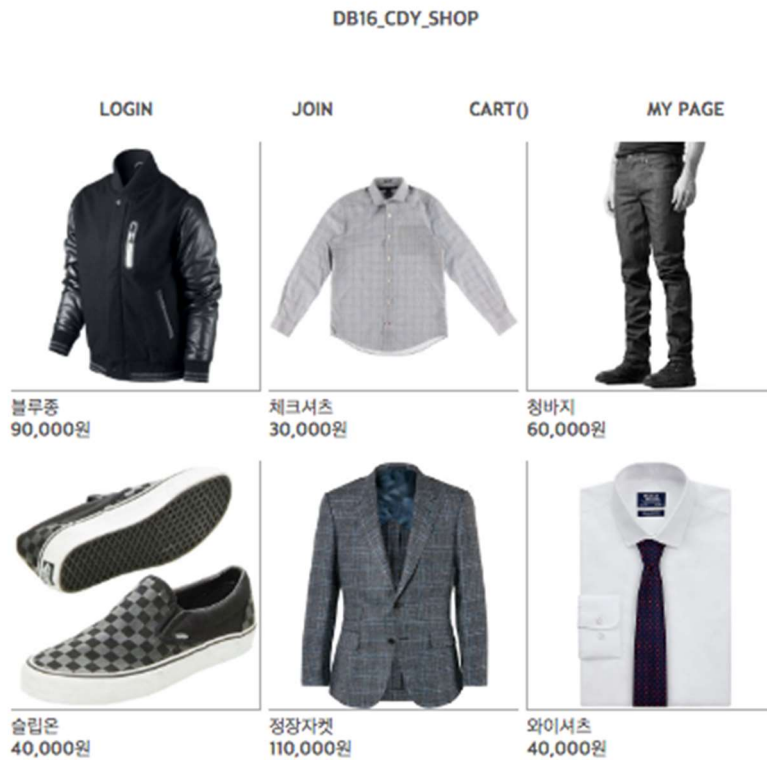 DB16_CDY_SHOP
LOGIN JOIN CART() MY PAGE
블루종 체크셔츠 청바지
90,000원 30,000원 60,000원
슬립온 정장자켓 와이셔츠
40,000원 110,000원 40,000원